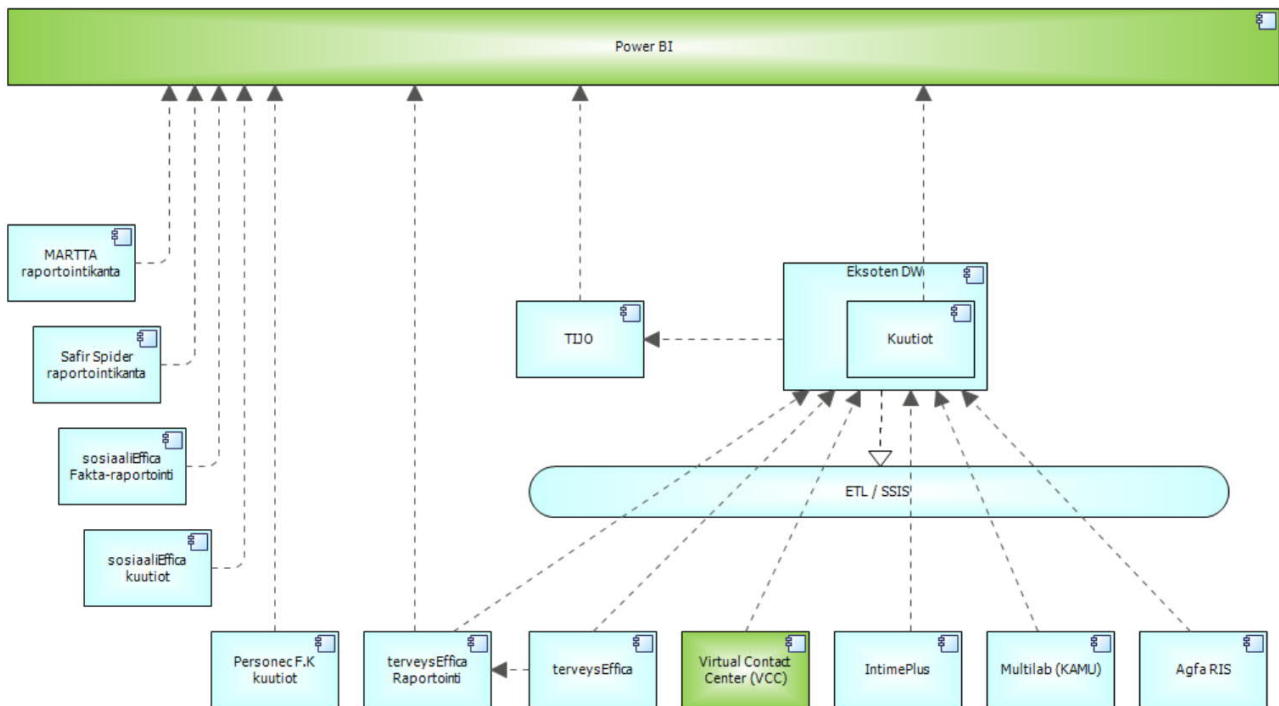 Power BI
MARTTA
raportointikanta
Eksoten DW
TIJO
Kuutiot
Safir Spider
raportointikanta
sosiaaliEffica
Fakta-raportointi
ETL / SSIS
sosiaaliEffica
kuutiot
Personec F.K
kuutiot
terveysEffica
Raportointi
terveysEffica
Virtual Contact
Center (VCC)
IntimePlus
Multilab (KAMU)
Agfa RIS